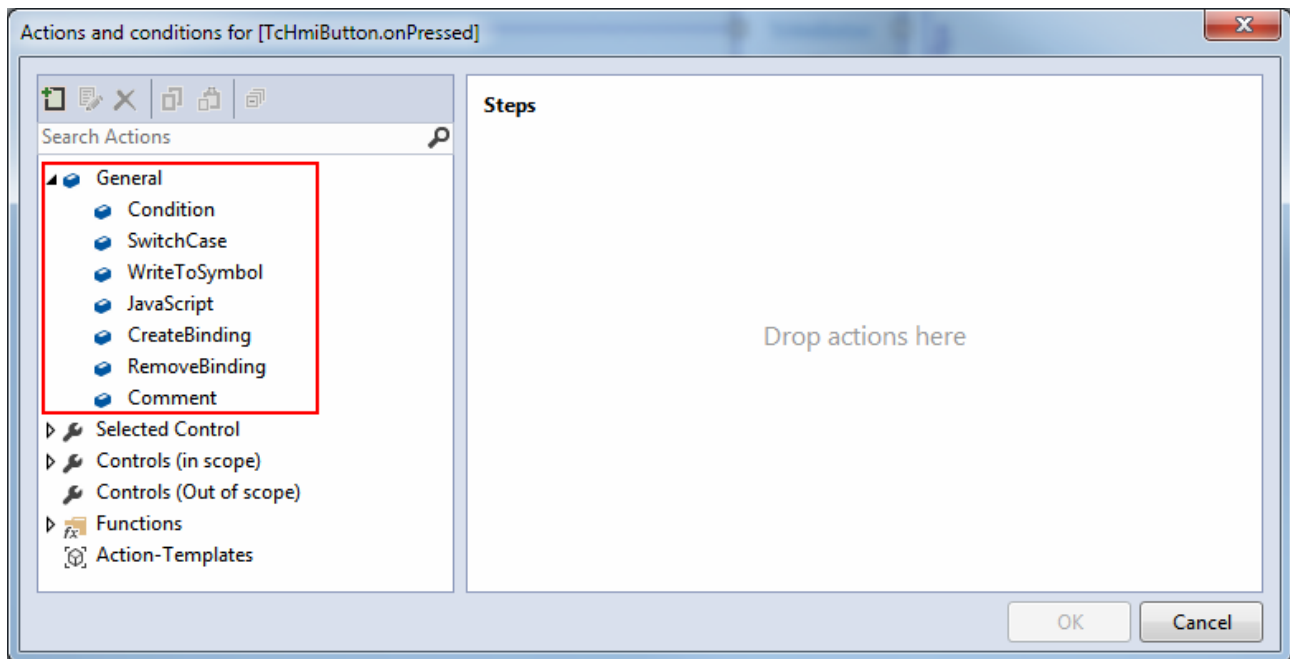 Actions and conditions for [TcHmiButton.onPressed]
Search Actions
General
Condition
SwitchCase
WriteToSymbol
JavaScript
CreateBinding
RemoveBinding
Comment
Selected Control
Controls (in scope)
Controls (Out of scope)
fx Functions
Action-Templates
Steps
Drop actions here
OK
Cancel